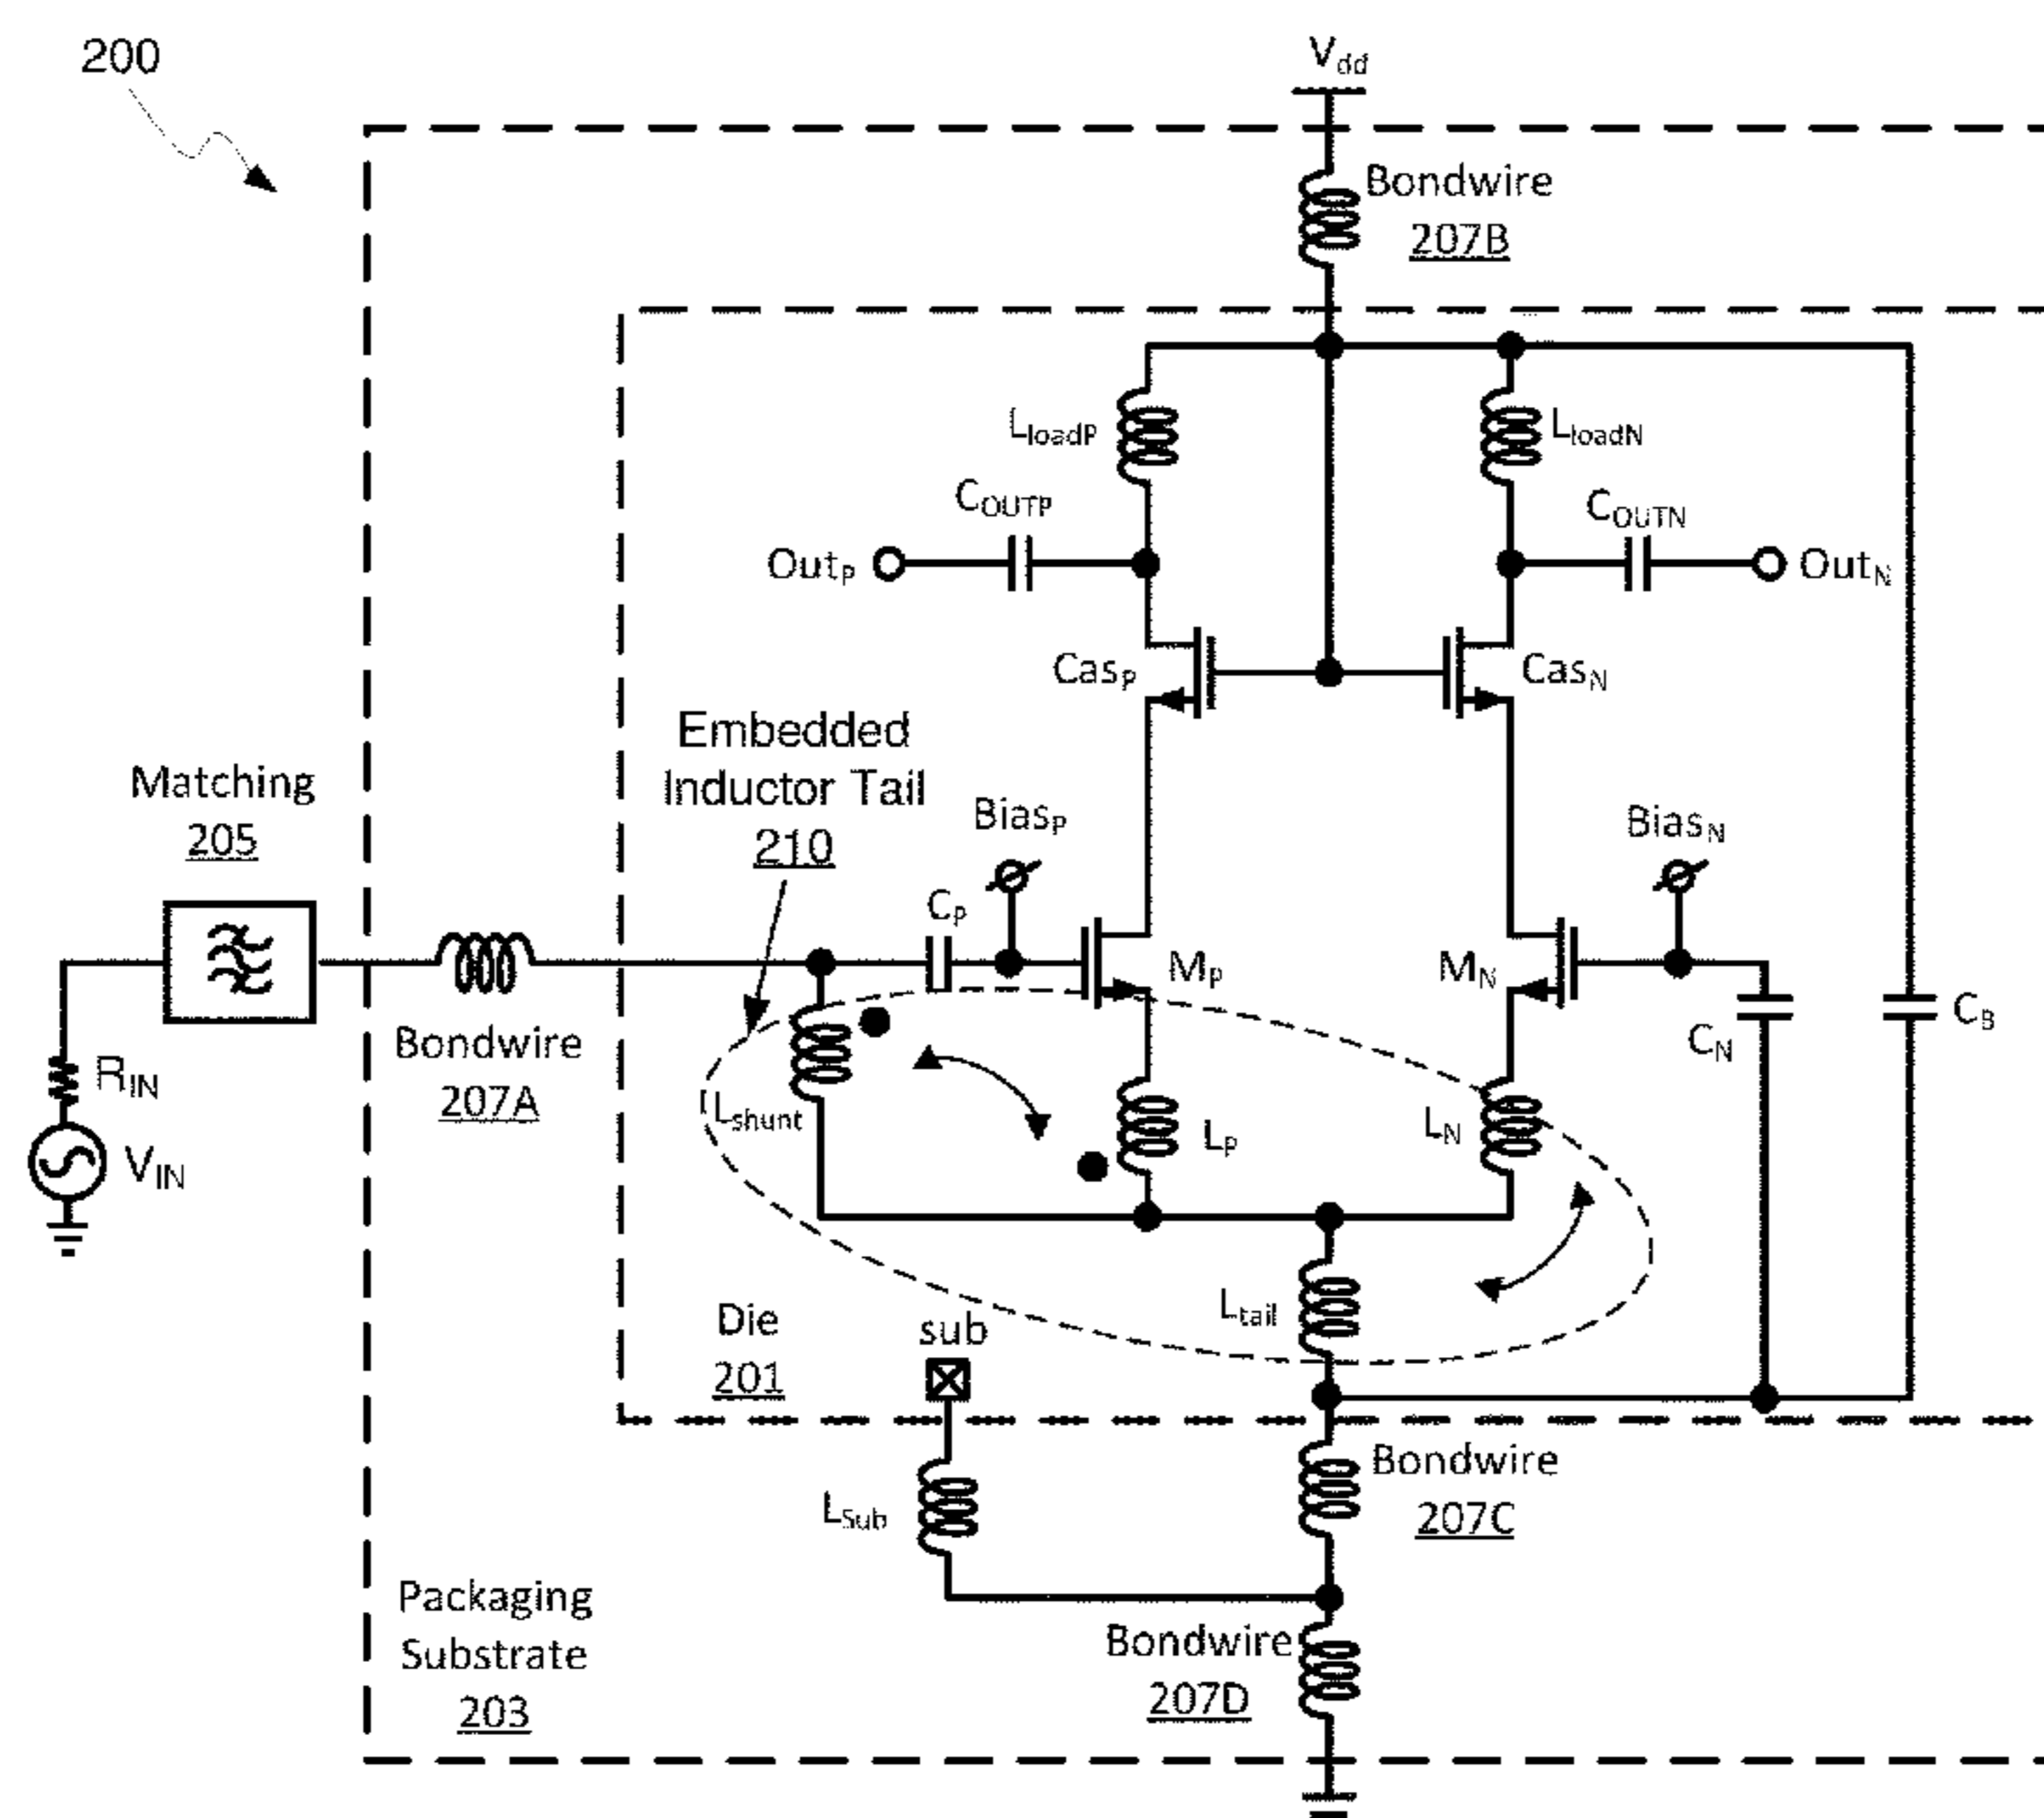 200
Vdd
Bondwire
207B
LloadP
LloadN
COUTP
COUTN
OutP
OutN
CasP
CasN
Embedded
Inductor Tail
210
Matching
205
BiasP
BiasN
CP
MP
MN
CN
CB
Bondwire
207A
RIN
VIN
Lshunt
LP
LN
Ltail
Die
201
sub
Bondwire
207C
LSub
Packaging
Substrate
203
Bondwire
207D